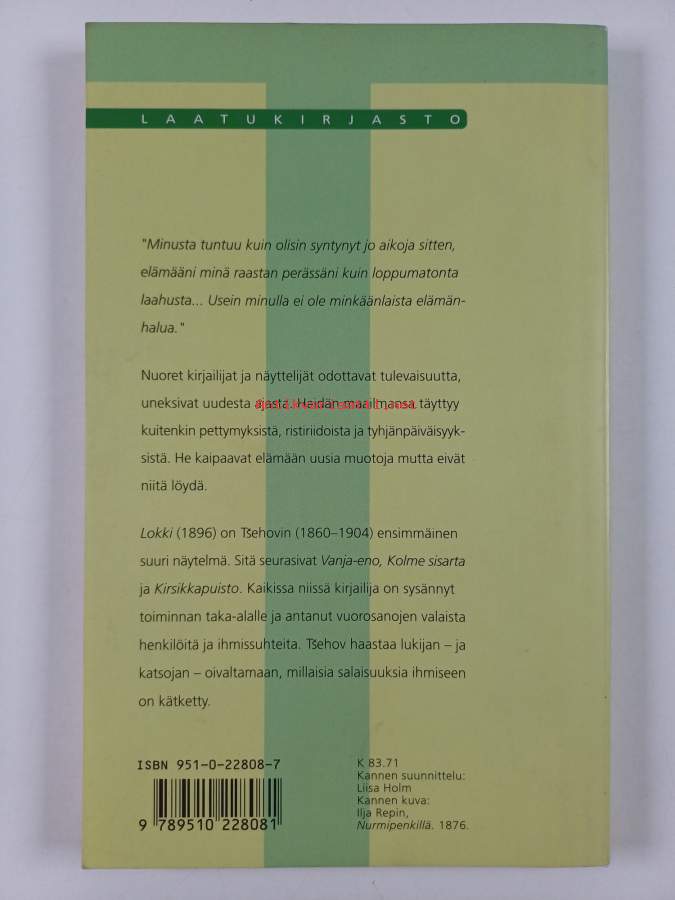 LAATUKIRJASTO
"Minusta tuntuu kuin olisin syntynyt jo aikoja sitten,
elämääni minä raastan perässäni kuin loppumatonta
laahusta... Usein minulla ei ole minkäänlaista elämän-
halua."
Nuoret kirjailijat ja näyttelijät odottavat tulevaisuutta,
uneksivat uudesta ajasta. Heidän maailmansa täyttyy
kuitenkin pettymyksistä, ristiriidoista ja tyhjänpäiväisyyk-
sistä. He kaipaavat elämään uusia muotoja mutta eivät
niitä löydä.
Lokki (1896) on Tšehovin (1860–1904) ensimmäinen
suuri näytelmä. Sitä seurasivat Vanja-eno, Kolme sisarta
ja Kirsikkapuisto. Kaikissa niissä kirjailija on sysännyt
toiminnan taka-alalle ja antanut vuorosanojen valaista
henkilöitä ja ihmissuhteita. Tšehov haastaa lukijan – ja
katsojan – oivaltamaan, millaisia salaisuuksia ihmiseen
on kätketty.
ISBN 951-0-22808-7
9 789510 228081
K 83.71
Kannen suunnittelu:
Liisa Holm
Kannen kuva:
Ilja Repin,
Nurmipenkillä. 1876.